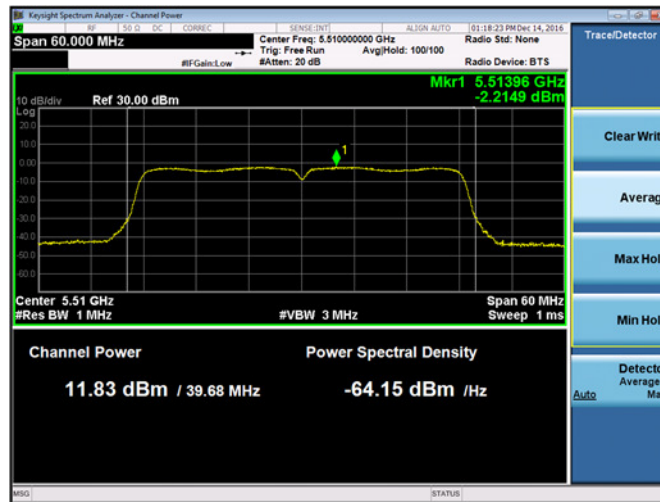 Keysight Spectrum Analyzer - Channel Power
RF 50 Ω DC CORREC SENSE:INT ALIGN AUTO 01:18:23 PM Dec 14, 2016
Span 60.000 MHz Center Freq: 5.510000000 GHz Radio Std: None
Trig: Free Run Avg|Hold: 100/100
#IFGain:Low #Atten: 20 dB Radio Device: BTS
Trace/Detector
Mkr1 5.51396 GHz
-2.2149 dBm
10 dB/div Ref 30.00 dBm
Log
20.0
10.0
0.00
-10.0
-20.0
-30.0
-40.0
-50.0
-60.0
1
Center 5.51 GHz Span 60 MHz
#Res BW 1 MHz #VBW 3 MHz Sweep 1 ms
Channel Power Power Spectral Density
11.83 dBm / 39.68 MHz -64.15 dBm /Hz
Clear Writ
Averag
Max Hol
Min Hol
Detecto
Average
Auto Ma
MSG STATUS